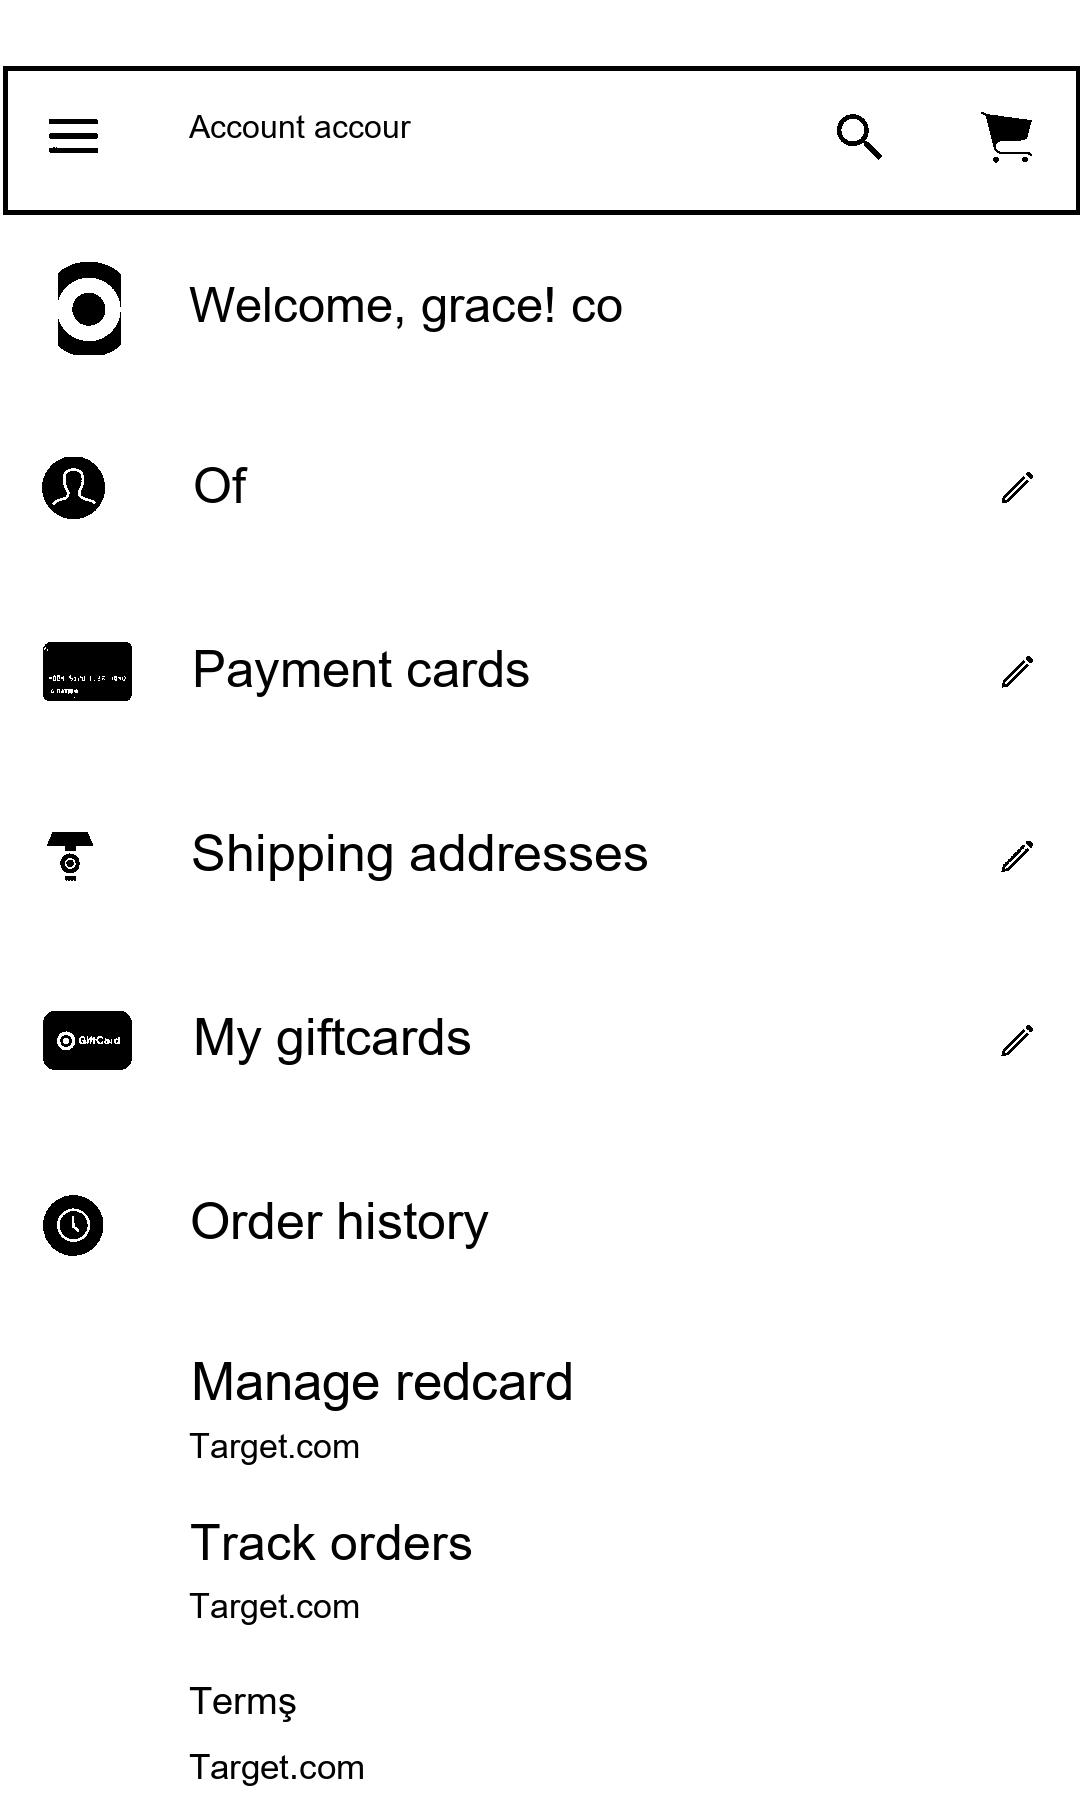 Account accour
Welcome, grace! co
Of
Payment cards
Shipping addresses
GiftCard
My giftcards
Order history
Manage redcard
Target.com
Track orders
Target.com
Termş
Target.com